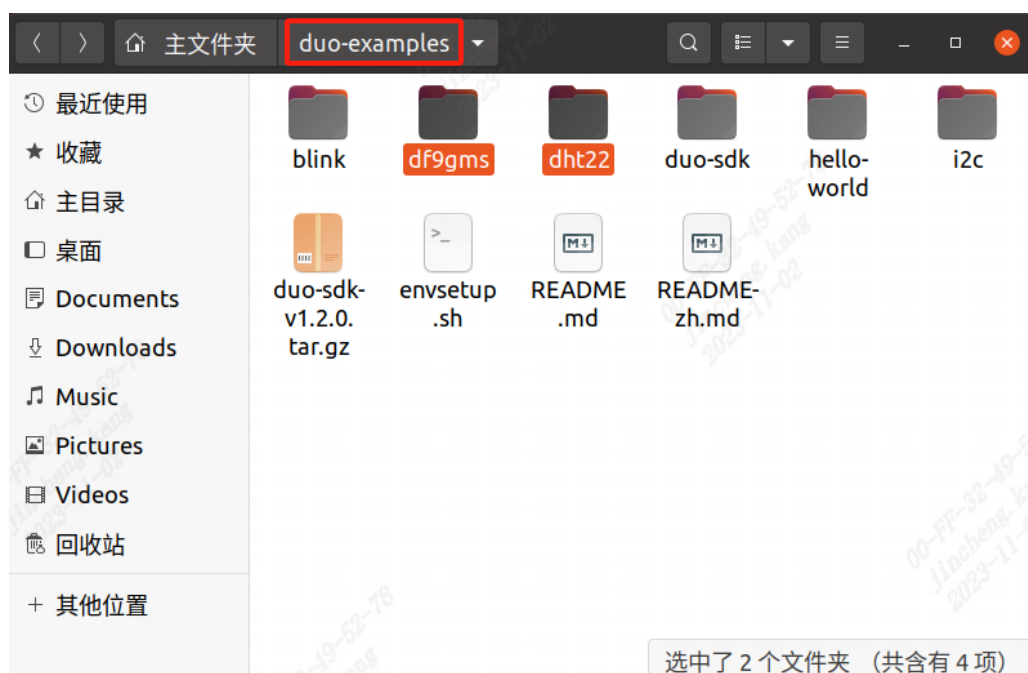 主文件夹 duo-examples
最近使用
收藏
主目录
桌面
Documents
Downloads
Music
Pictures
Videos
回收站
+ 其他位置
blink df9gms dht22 duo-sdk hello- i2c
world
>_ M↓ M↓
duo-sdk- envsetup README README-
v1.2.0. .sh .md zh.md
tar.gz
选中了 2 个文件夹 （共含有 4 项）